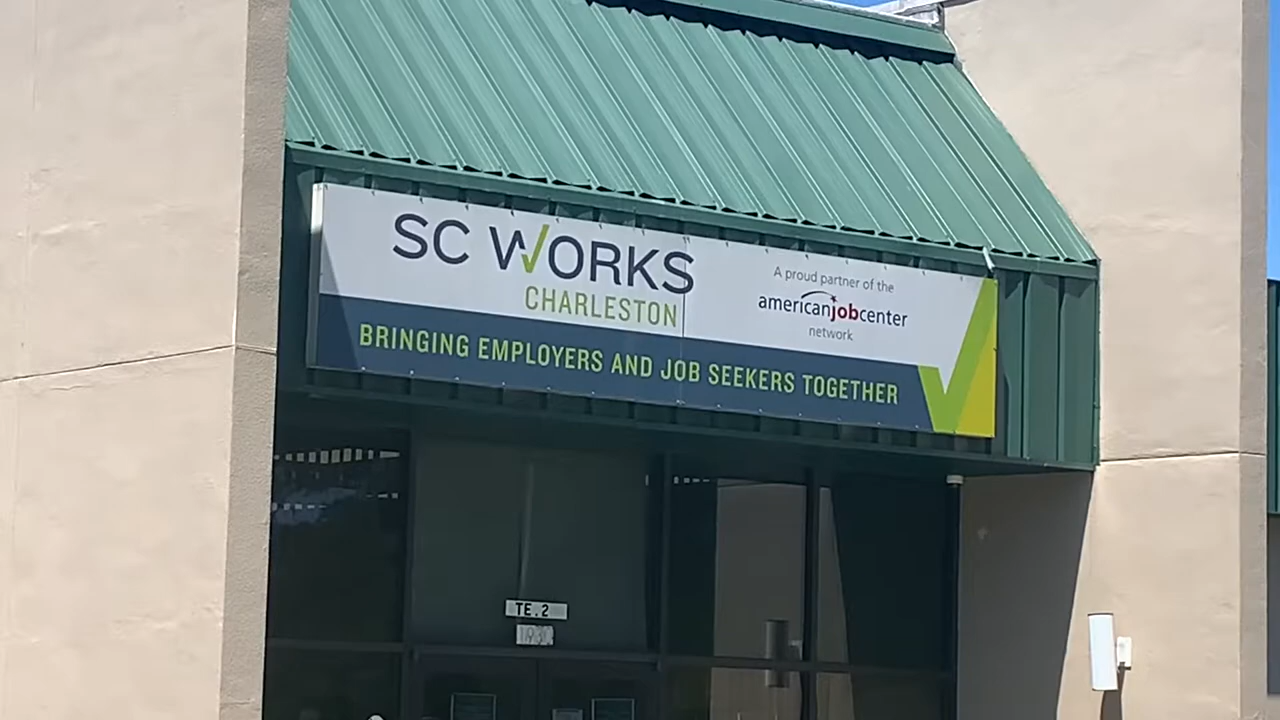 SC WORKS
CHARLESTON
A proud partner of the
americanjobcenter
network
BRINGING EMPLOYERS AND JOB SEEKERS TOGETHER
TE.2